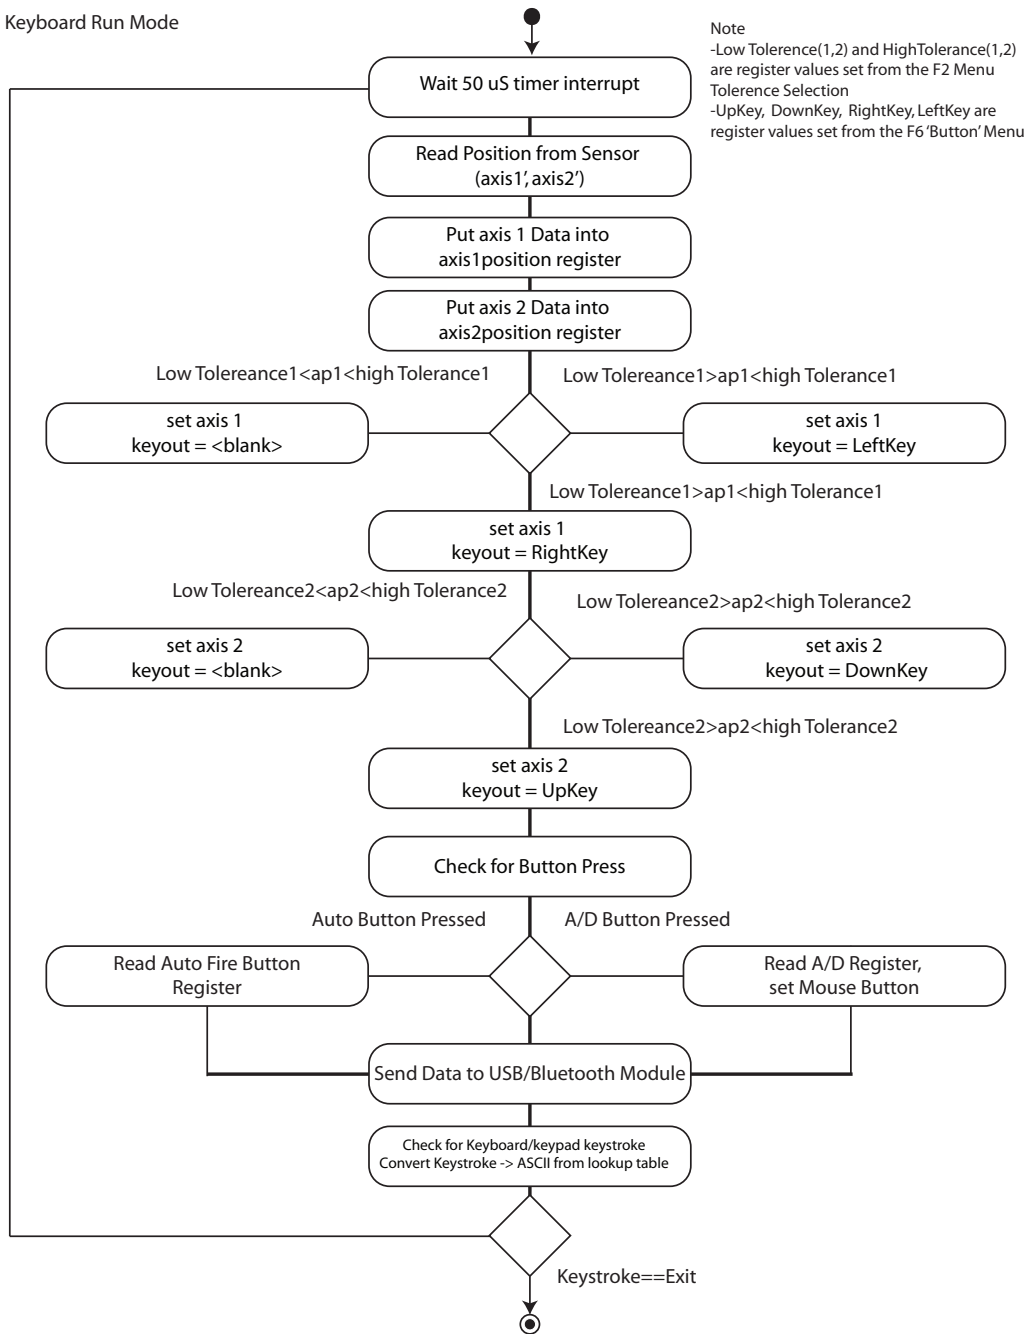 Keyboard Run Mode
Note
-Low Tolerence(1,2) and HighTolerance(1,2)
are register values set from the F2 Menu
Tolerence Selection
-UpKey, DownKey, RightKey, LeftKey are
register values set from the F6 'Button' Menu
Wait 50 uS timer interrupt
Read Position from Sensor
(axis1', axis2')
Put axis 1 Data into
axis1position register
Put axis 2 Data into
axis2position register
Low Tolereance1<ap1<high Tolerance1
Low Tolereance1>ap1<high Tolerance1
set axis 1
keyout = <blank>
set axis 1
keyout = LeftKey
Low Tolereance1>ap1<high Tolerance1
set axis 1
keyout = RightKey
Low Tolereance2<ap2<high Tolerance2
Low Tolereance2>ap2<high Tolerance2
set axis 2
keyout = <blank>
set axis 2
keyout = DownKey
Low Tolereance2>ap2<high Tolerance2
set axis 2
keyout = UpKey
Check for Button Press
Auto Button Pressed
A/D Button Pressed
Read Auto Fire Button
Register
Read A/D Register,
set Mouse Button
Send Data to USB/Bluetooth Module
Check for Keyboard/keypad keystroke
Convert Keystroke -> ASCII from lookup table
Keystroke==Exit